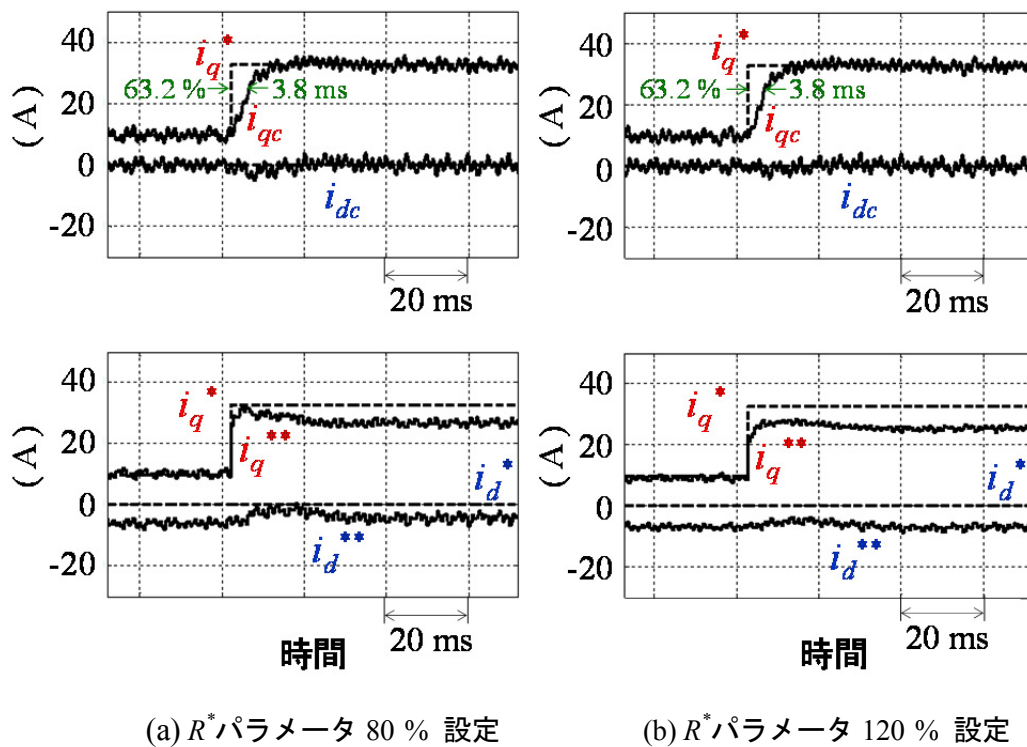 40
20
0
-20
(A)
i_q^*
63.2 %
3.8 ms
i_qc
i_dc
20 ms
40
20
0
-20
(A)
i_q^*
63.2 %
3.8 ms
i_qc
i_dc
20 ms
40
20
0
-20
(A)
i_q^*
i_q^**
i_d^*
i_d^**
20 ms
時間
40
20
0
-20
(A)
i_q^*
i_q^**
i_d^*
i_d^**
20 ms
時間
(a) R^*パラメータ 80 % 設定
(b) R^*パラメータ 120 % 設定